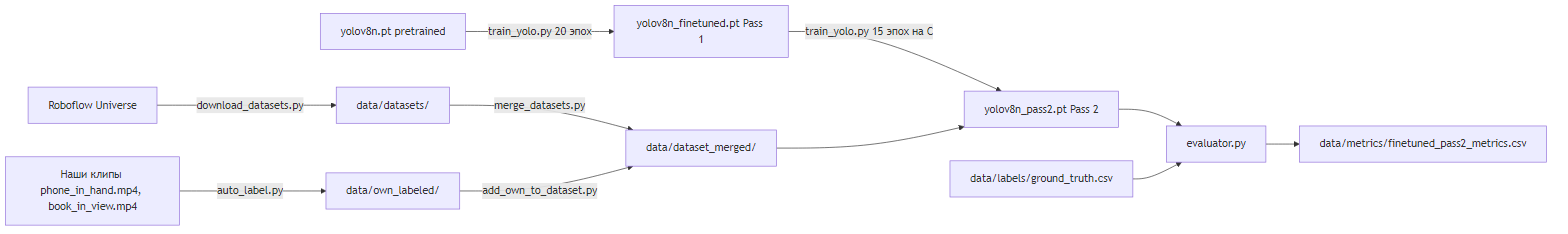 yolov8n.pt pretrained
train_yolo.py 20 эпох
yolov8n_finetuned.pt Pass
1
train_yolo.py 15 эпох на C
Roboflow Universe
download_datasets.py
data/datasets/
merge_datasets.py
yolov8n_pass2.pt Pass 2
data/dataset_merged/
evaluator.py
data/metrics/finetuned_pass2_metrics.csv
Наши клипы
phone_in_hand.mp4,
book_in_view.mp4
auto_label.py
data/own_labeled/
add_own_to_dataset.py
data/labels/ground_truth.csv